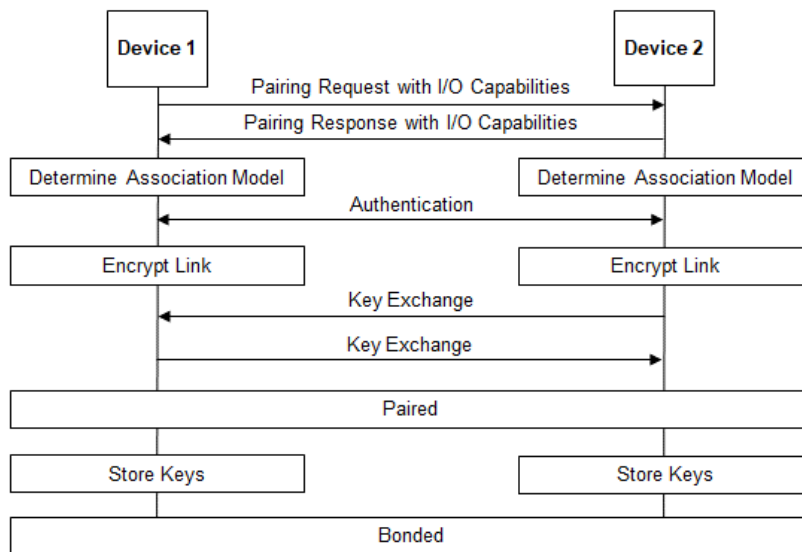 Device 1
Device 2
Pairing Request with I/O Capabilities
Pairing Response with I/O Capabilities
Determine Association Model
Determine Association Model
Authentication
Encrypt Link
Encrypt Link
Key Exchange
Key Exchange
Paired
Store Keys
Store Keys
Bonded